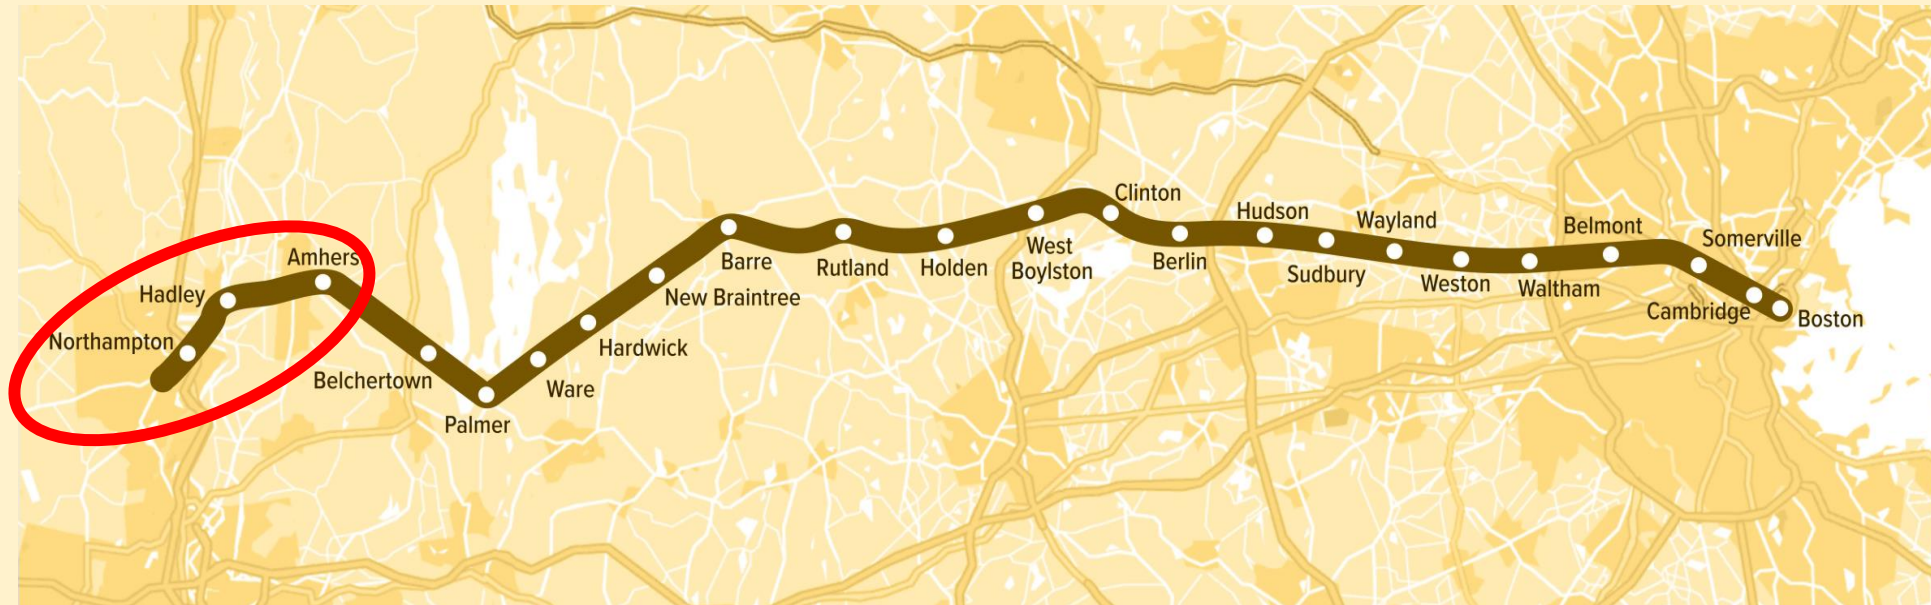 Northampton
Hadley
Amhers
Belchertown
Palmer
Ware
Hardwick
New Braintree
Barre
Rutland
Holden
West
Boylston
Clinton
Berlin
Hudson
Sudbury
Wayland
Weston
Waltham
Belmont
Somerville
Cambridge
Boston